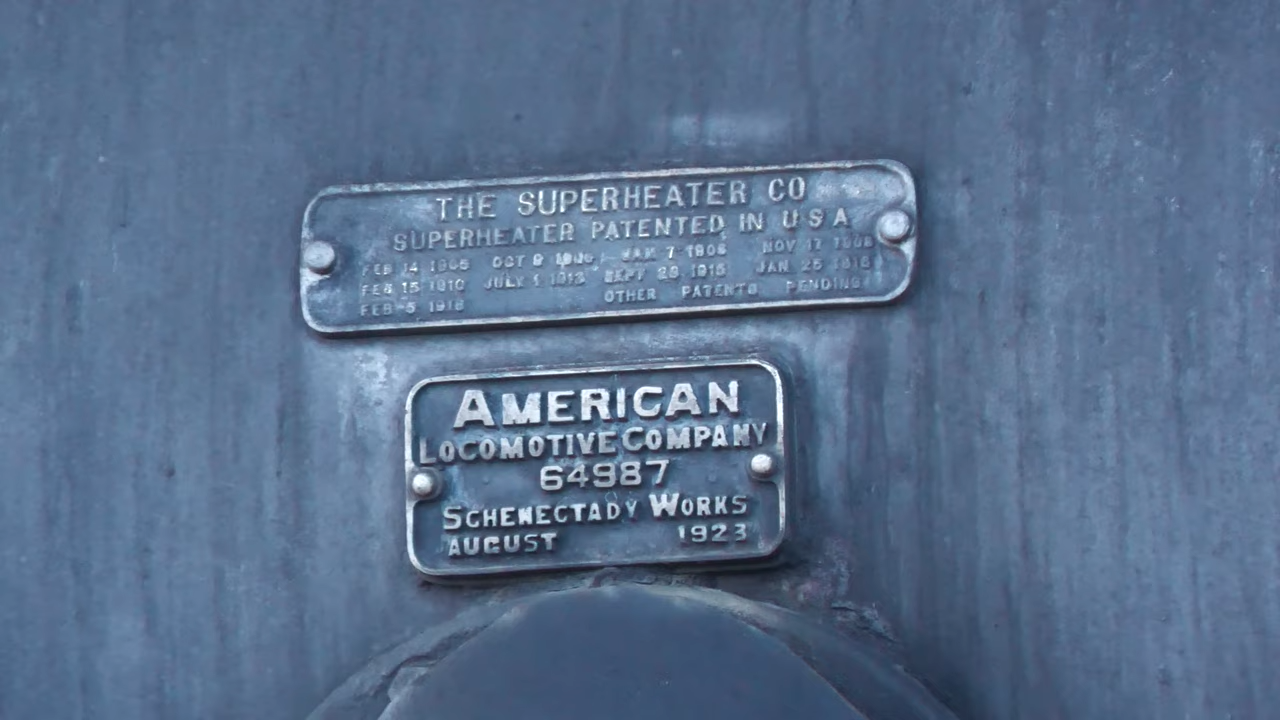 THE SUPERHEATER CO
SUPERHEATER PATENTED IN U S A
FEB 14 1905 OCT 9 JAN 7 1908 NOV 17 1908
FEB 15 1910 JULY 1 1913 SEPT 28 1915 JAN 25 1916
FEB 5 1918 OTHER PATENTS PENDING
AMERICAN
LOCOMOTIVE COMPANY
64987
SCHENECTADY WORKS
AUGUST 1923